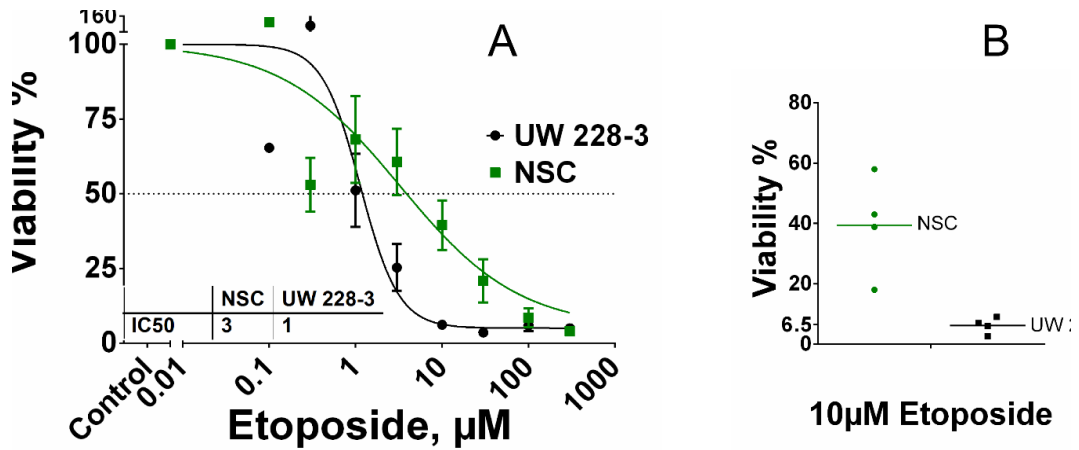 A
160
100
75
50
25
0
Viability %
UW 228-3
NSC
NSC UW 228-3
IC50 3 1
Control 0.01 0.1 1 10 100 1000
Etoposide, µM
B
80
60
40
20
6.5
0
Viability %
NSC
UW 2
10µM Etoposide